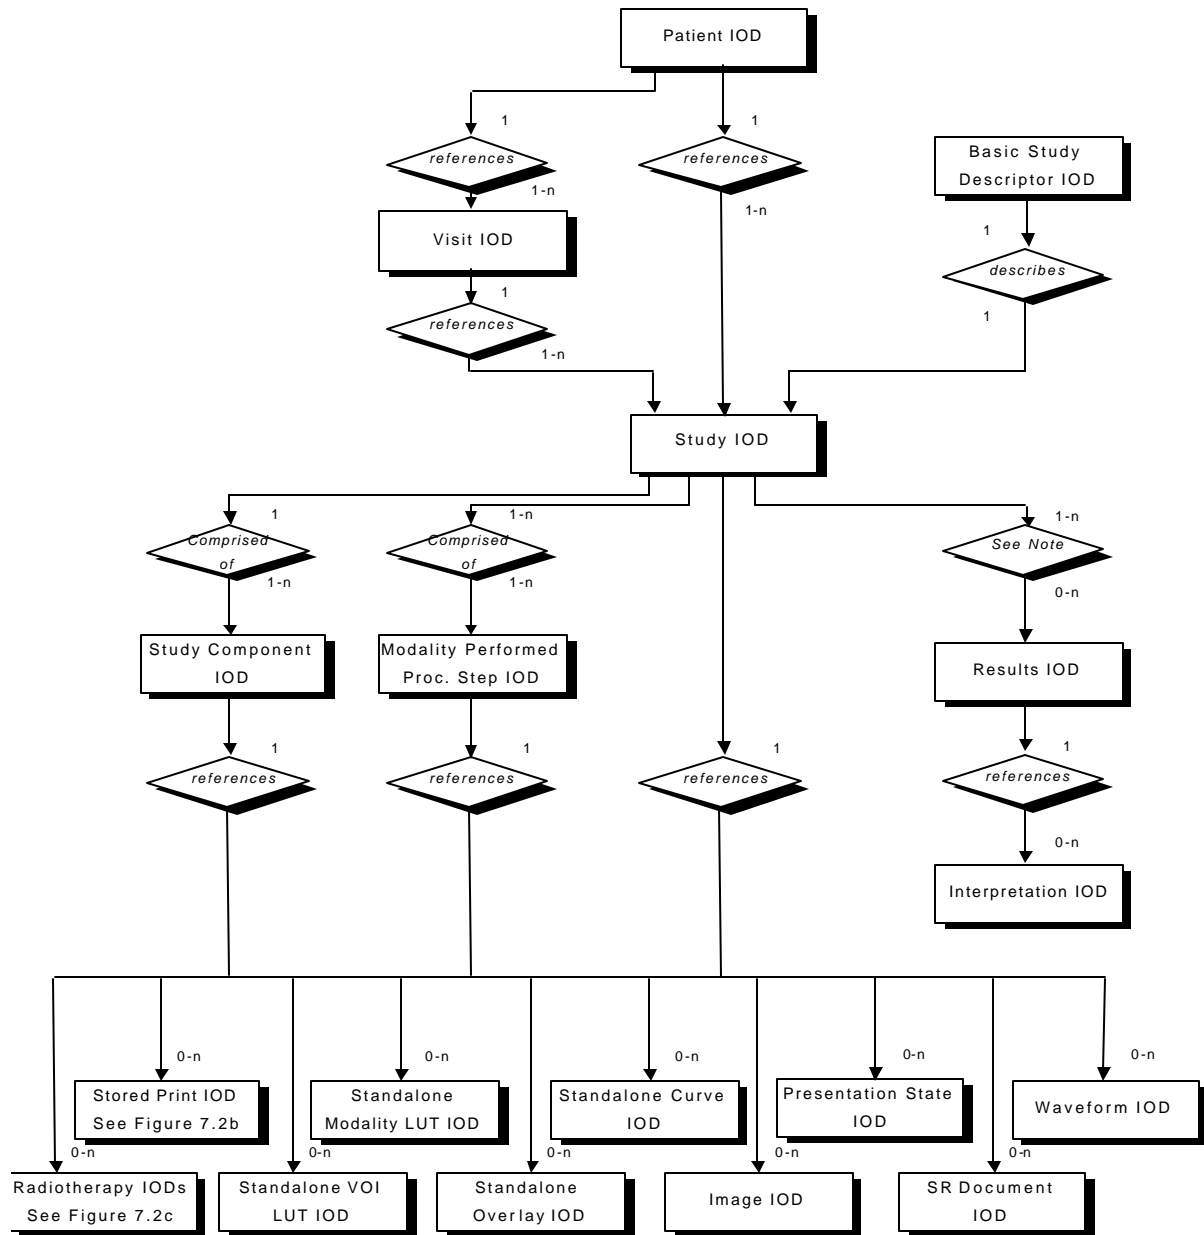 Patient IOD
1
1
references
references
Basic Study
Descriptor IOD
1-n
1-n
Visit IOD
1
describes
1
1
references
1-n
Study IOD
1
1-n
1-n
Comprised
of
Comprised
of
See Note
1-n
1-n
0-n
Study Component
IOD
Modality Performed
Proc. Step IOD
Results IOD
1
1
1
1
references
references
references
references
0-n
Interpretation IOD
0-n
0-n
0-n
0-n
0-n
Stored Print IOD
See Figure 7.2b
Standalone
Modality LUT IOD
Standalone Curve
IOD
Presentation State
IOD
Waveform IOD
0-n
0-n
0-n
0-n
0-n
Radiotherapy IODs
See Figure 7.2c
Standalone VOI
LUT IOD
Standalone
Overlay IOD
Image IOD
SR Document
IOD